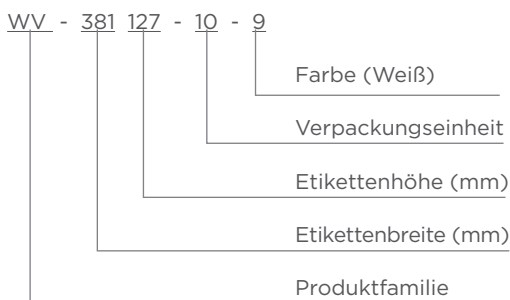 WV - 381 127 - 10 - 9
Farbe (Weiß)
Verpackungseinheit
Etikettenhöhe (mm)
Etikettenbreite (mm)
Produktfamilie